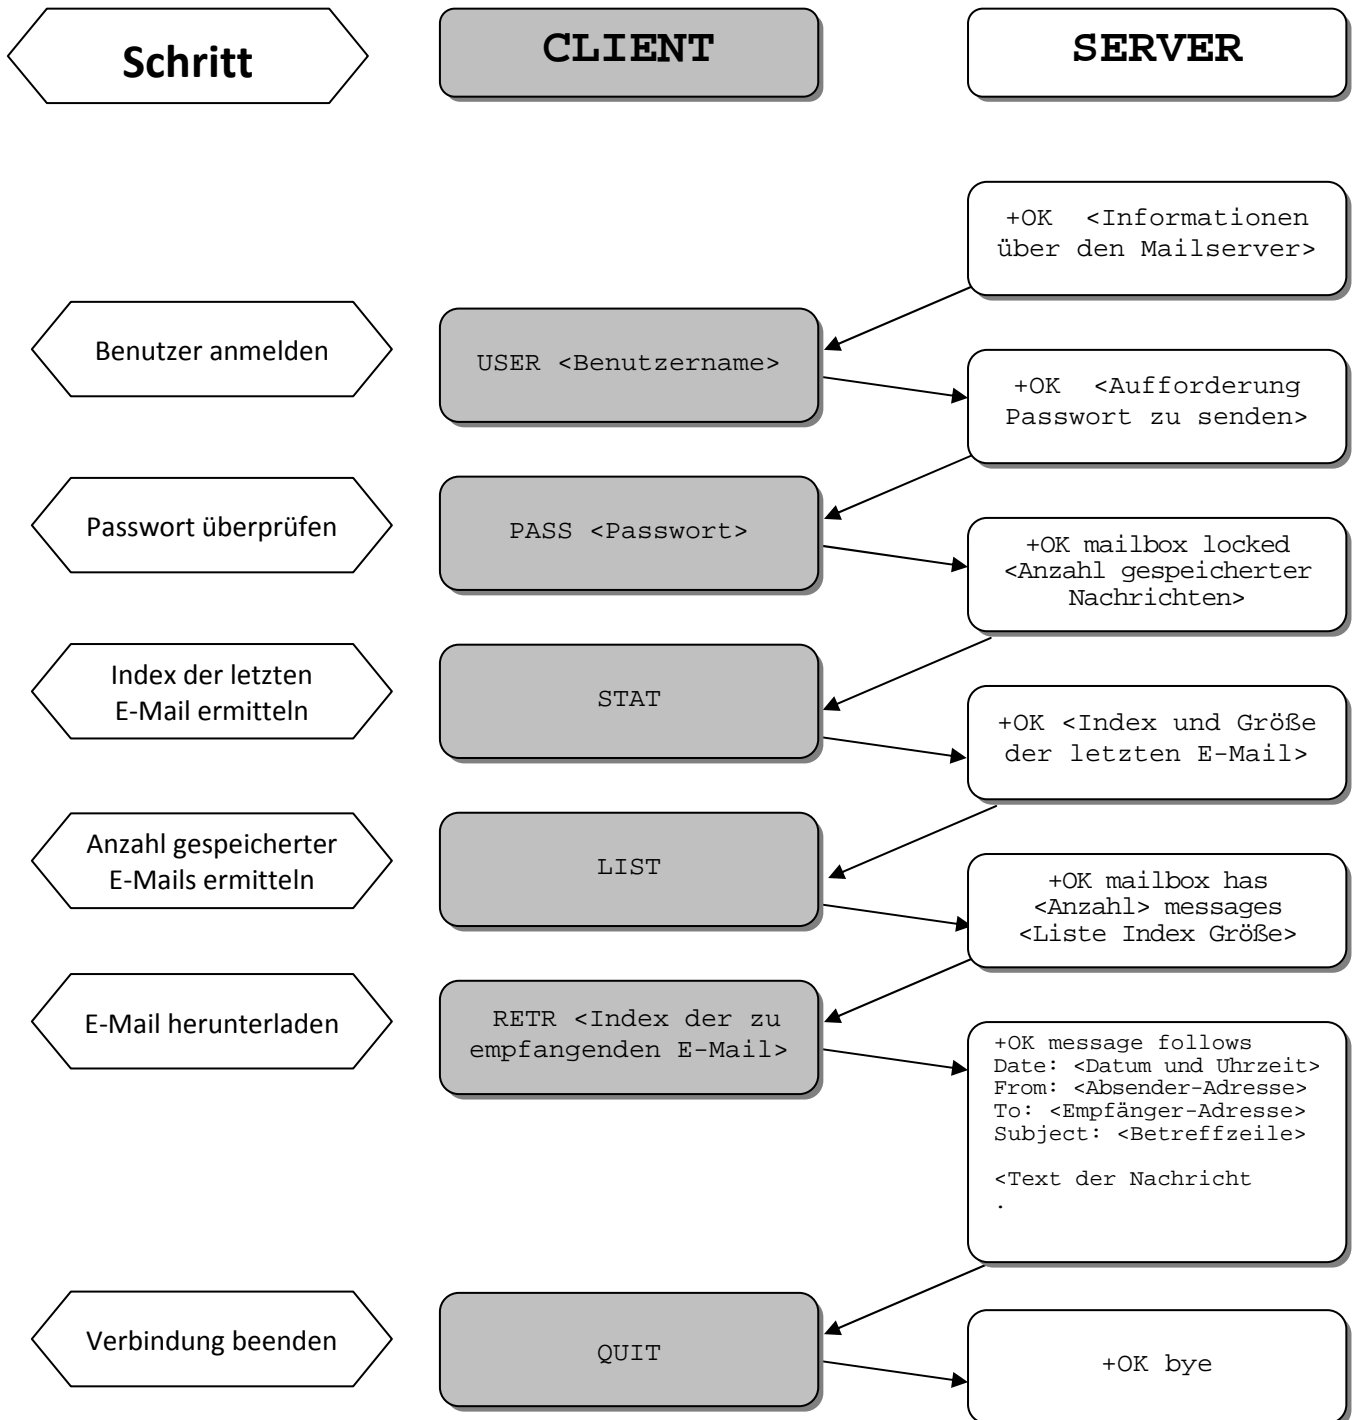 Schritt
CLIENT
SERVER
+OK  <Informationen
über den Mailserver>
Benutzer anmelden
USER <Benutzername>
+OK  <Aufforderung
Passwort zu senden>
Passwort überprüfen
PASS <Passwort>
+OK mailbox locked
<Anzahl gespeicherter
Nachrichten>
Index der letzten
E-Mail ermitteln
STAT
+OK <Index und Größe
der letzten E-Mail>
Anzahl gespeicherter
E-Mails ermitteln
LIST
+OK mailbox has
<Anzahl> messages
<Liste Index Größe>
E-Mail herunterladen
RETR <Index der zu
empfangenden E-Mail>
+OK message follows
Date: <Datum und Uhrzeit>
From: <Absender-Adresse>
To: <Empfänger-Adresse>
Subject: <Betreffzeile>
<Text der Nachricht
.
Verbindung beenden
QUIT
+OK bye